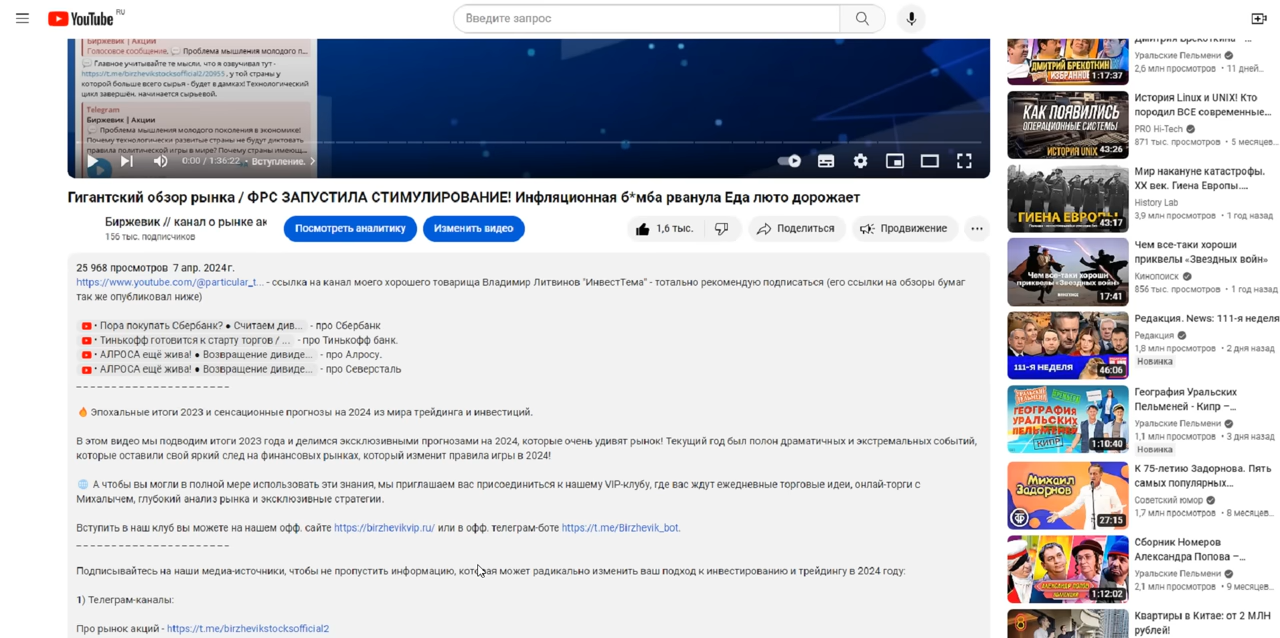 YouTube RU
Введите запрос
Биржевик | Акции
Голосовое сообщение, Проблема мышления молодого п...
Главное учитывайте те мысли, что я озвучил тут -
https://t.me/birzhevikstocksofficial2/20955 , у той страны у
которой больше всего сырья - будет в дамках! Технологический
цикл завершён, начинается сырьевой.
Telegram
Биржевик | Акции
Проблема мышления молодого поколения в экономике!
Почему технологически развитые страны не будут диктовать
правила политической игры в мире? Почему страны имеющ...
0:00 / 1:36:22 • Вступление. >
Гигантский обзор рынка / ФРС ЗАПУСТИЛА СТИМУЛИРОВАНИЕ! Инфляционная б*мба рванула Еда люто дорожает
Биржевик // канал о рынке ак
156 тыс. подписчиков
Посмотреть аналитику
Изменить видео
1,6 тыс.
Поделиться
Продвижение
25 968 просмотров 7 апр. 2024 г.
https://www.youtube.com/@particular_t... - ссылка на канал моего хорошего товарища Владимир Литвинов "ИнвестТема" - тотально рекомендую подписаться (его ссылки на обзоры бумаг
так же опубликовал ниже)
• Пора покупать Сбербанк? ● Считаем див... - про Сбербанк
• Тинькофф готовится к старту торгов / ... - про Тинькофф банк.
• АЛРОСА ещё жива! ● Возвращение дивиде... - про Алросу.
• АЛРОСА ещё жива! ● Возвращение дивиде... - про Северсталь
_ _ _ _ _ _ _ _ _ _ _ _ _ _ _ _ _ _ _ _ _ _
🔥 Эпохальные итоги 2023 и сенсационные прогнозы на 2024 из мира трейдинга и инвестиций.
В этом видео мы подводим итоги 2023 года и делимся эксклюзивными прогнозами на 2024, которые очень удивят рынок! Текущий год был полон драматичных и экстремальных событий,
которые оставили свой яркий след на финансовых рынках, который изменит правила игры в 2024!
🌐 А чтобы вы могли в полной мере использовать эти знания, мы приглашаем вас присоединиться к нашему VIP-клубу, где вас ждут ежедневные торговые идеи, онлай-торги с
Михалычем, глубокий анализ рынка и эксклюзивные стратегии.
Вступить в наш клуб вы можете на нашем офф. сайте https://birzhevikvip.ru/ или в офф. телеграм-боте https://t.me/Birzhevik_bot.
_ _ _ _ _ _ _ _ _ _ _ _ _ _ _ _ _ _ _ _ _ _
Подписывайтесь на наши медиа-источники, чтобы не пропустить информацию, которая может радикально изменить ваш подход к инвестированию и трейдингу в 2024 году:
1) Телеграм-каналы:
Про рынок акций - https://t.me/birzhevikstocksofficial2
Дмитрия Брекоткина –...
Уральские Пельмени
2,6 млн просмотров • 11 дней...
ДМИТРИЙ БРЕКОТКИН
ИЗБРАННОЕ
1:17:37
История Linux и UNIX! Кто
породил ВСЕ современные...
PRO Hi-Tech
871 тыс. просмотров • 5 месяцев...
КАК ПОЯВИЛИСЬ
ОПЕРАЦИОННЫЕ СИСТЕМЫ
ИСТОРИЯ UNIX
43:26
Мир накануне катастрофы.
XX век. Гиена Европы....
History Lab
3,9 млн просмотров • 1 год назад
ГИЕНА ЕВРОПЫ
43:17
Чем все-таки хороши
приквелы «Звездных войн»
Кинопоиск
856 тыс. просмотров • 1 год назад
Чем все-таки хороши
приквелы «Звездных войн»
17:41
Редакция. News: 111-я неделя
Редакция
1,8 млн просмотров • 2 дня назад
Новинка
111-Я НЕДЕЛЯ
46:06
География Уральских
Пельменей - Кипр –...
Уральские Пельмени
1,1 млн просмотров • 3 дня назад
Новинка
ГЕОГРАФИЯ
УРАЛЬСКИХ
ПЕЛЬМЕНЕЙ
КИПР
1:10:40
К 75-летию Задорнова. Пять
самых популярных...
Советский юмор
1,7 млн просмотров • 8 месяцев...
Михаил
Задорнов
27:15
Сборник Номеров
Александра Попова –...
Уральские Пельмени
2,1 млн просмотров • 9 месяцев...
1:12:02
Квартиры в Китае: от 2 МЛН
рублей!